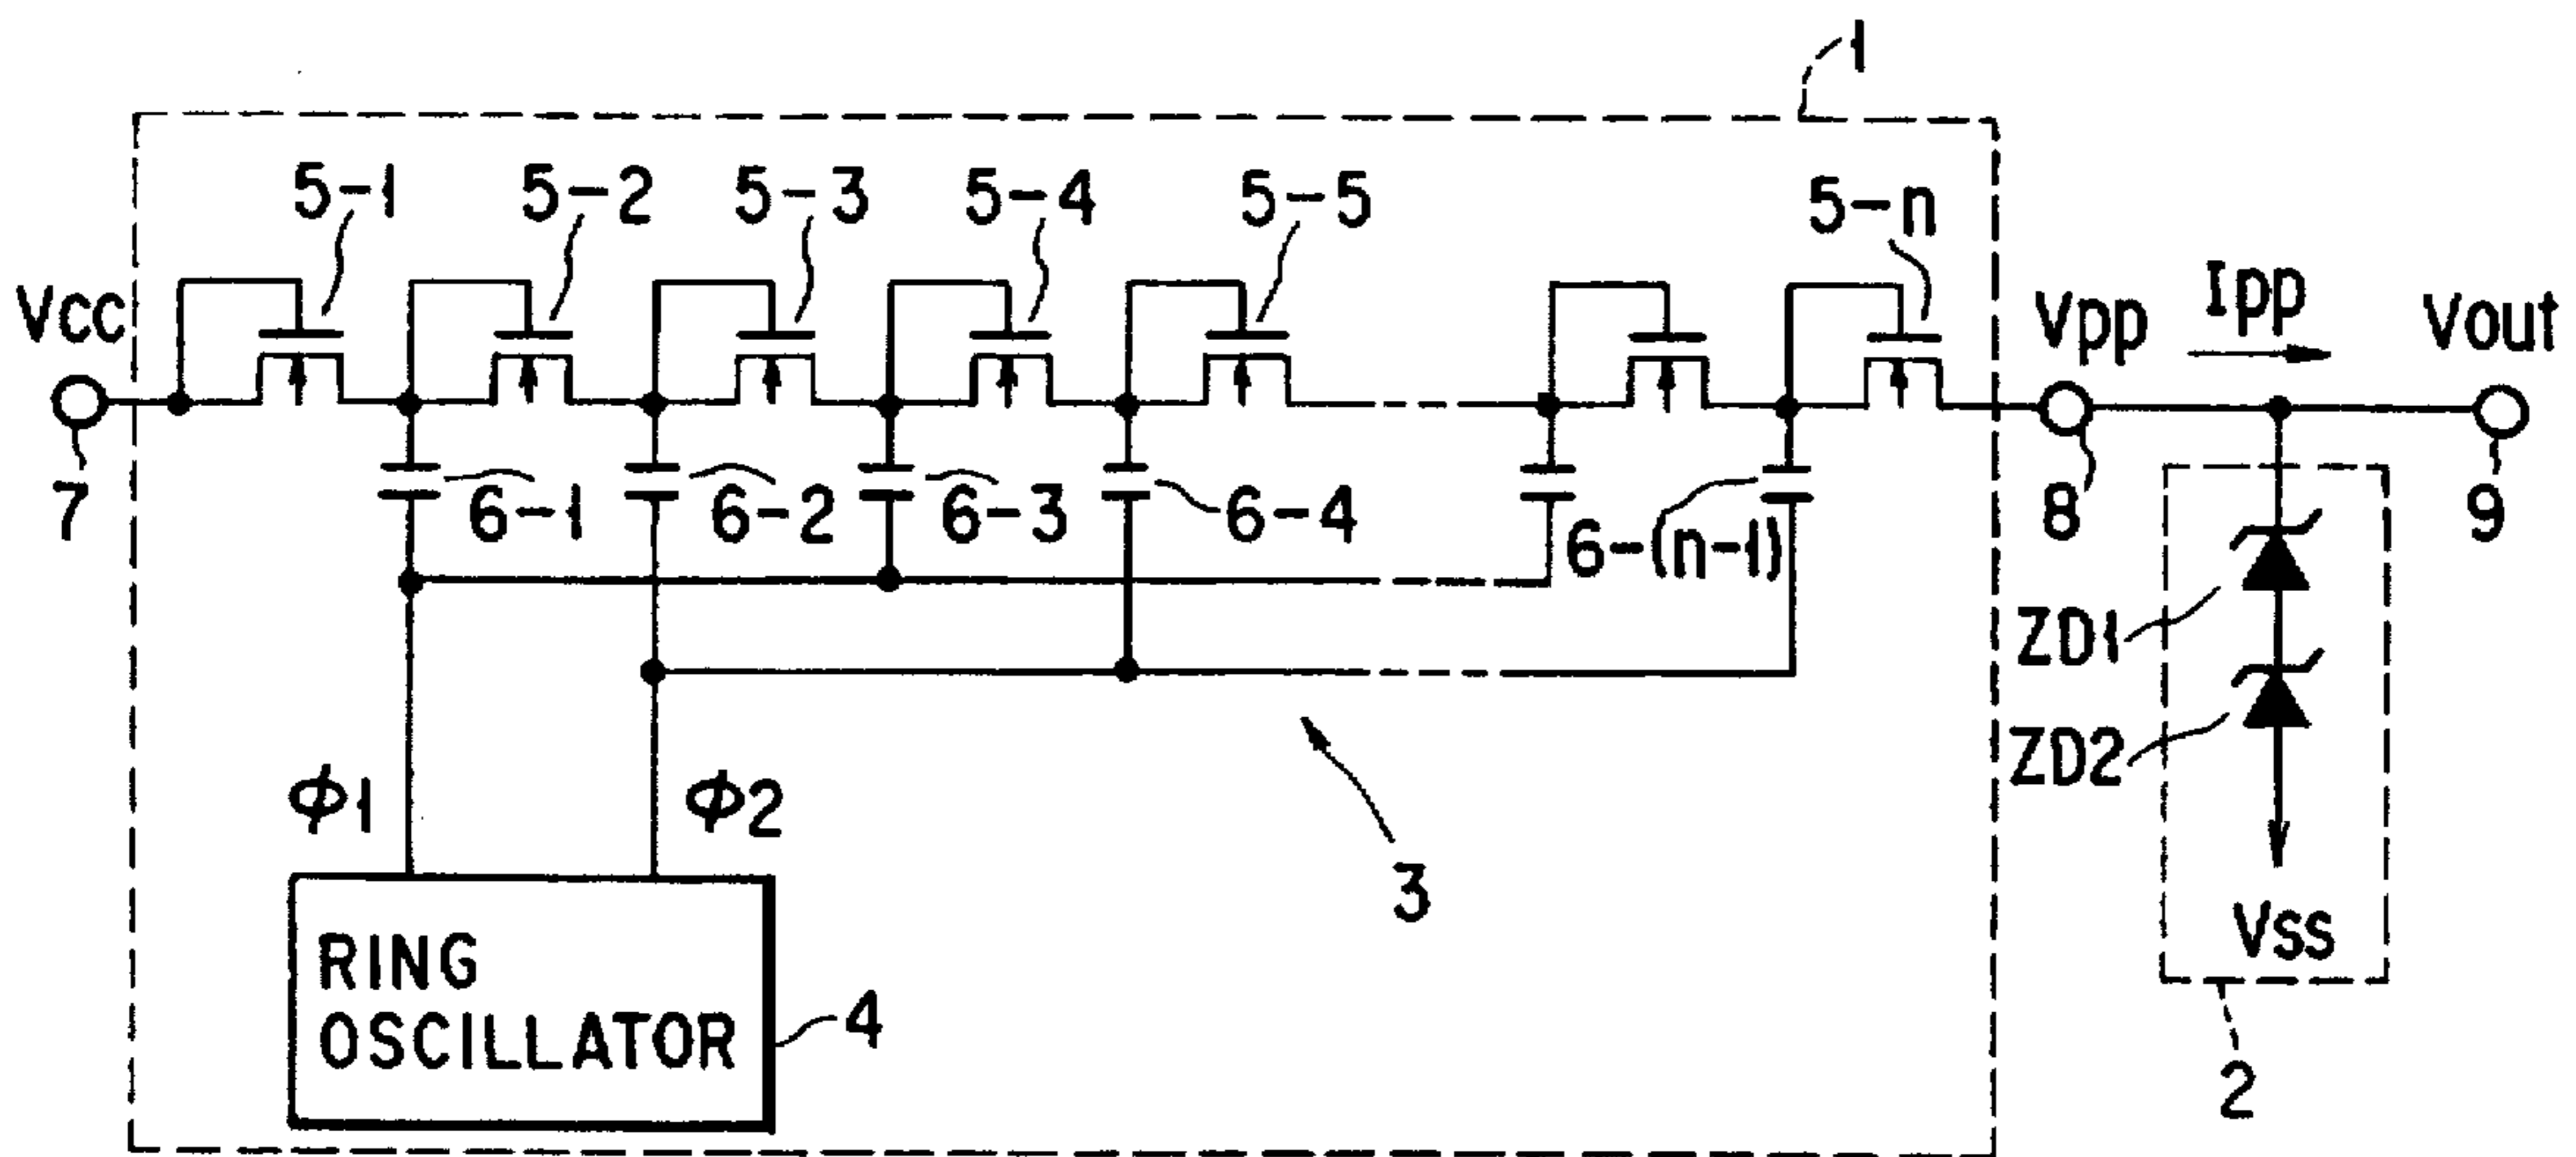 1
5-1
5-2
5-3
5-4
5-5
5-n
Vcc
Vpp
Ipp
Vout
7
6-1
6-2
6-3
6-4
6-(n-1)
8
9
ZD1
ZD2
ϕ1
ϕ2
3
Vss
RING
OSCILLATOR
4
2